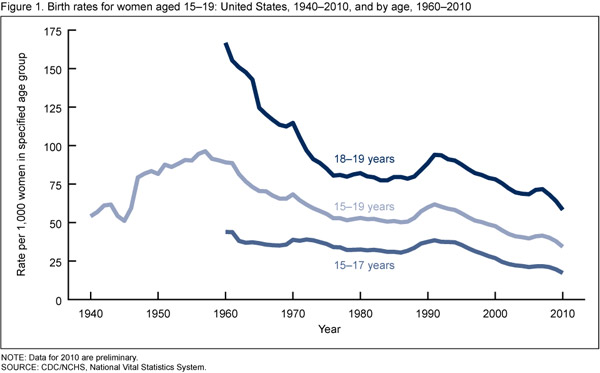 Figure 1. Birth rates for women aged 15–19: United States, 1940–2010, and by age, 1960–2010
Rate per 1,000 women in specified age group
175
150
125
100
75
50
25
0
18–19 years
15–19 years
15–17 years
1940
1950
1960
1970
1980
1990
2000
2010
Year
NOTE: Data for 2010 are preliminary.
SOURCE: CDC/NCHS, National Vital Statistics System.